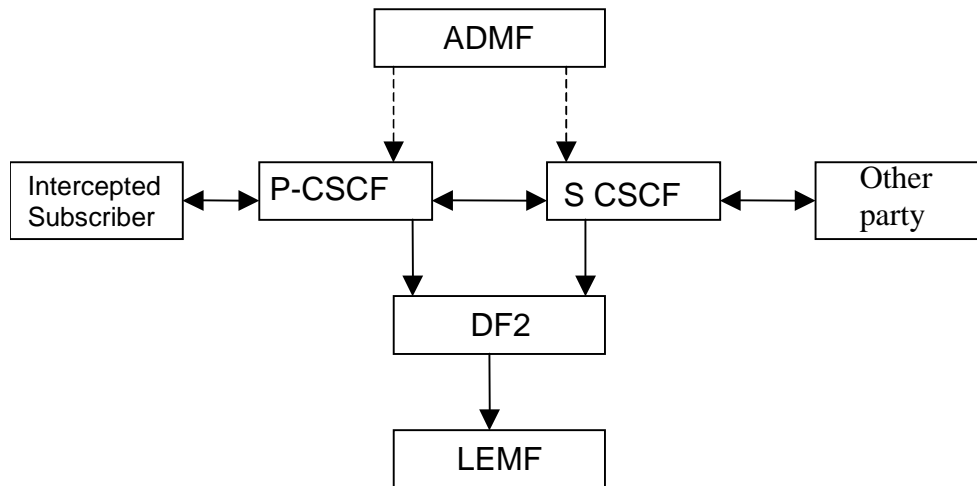 ADMF
Intercepted
Subscriber
P-CSCF
S CSCF
Other
party
DF2
LEMF